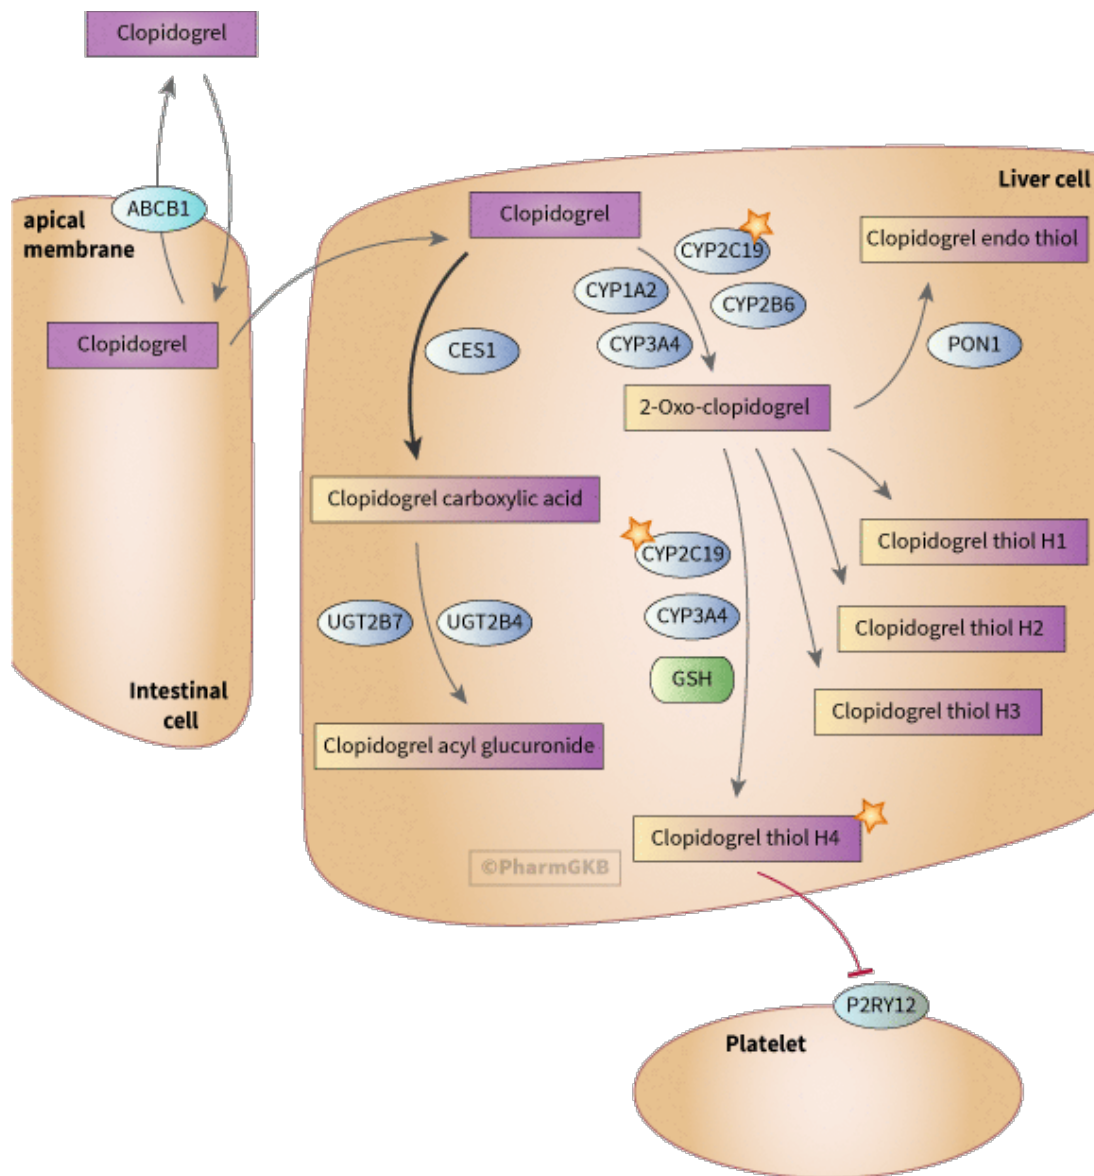 Clopidogrel
ABCB1
apical
membrane
Clopidogrel
Intestinal
cell
Liver cell
Clopidogrel
CYP2C19
CYP1A2
CYP2B6
CYP3A4
CES1
Clopidogrel endo thiol
PON1
2-Oxo-clopidogrel
Clopidogrel carboxylic acid
CYP2C19
CYP3A4
GSH
UGT2B7
UGT2B4
Clopidogrel thiol H1
Clopidogrel thiol H2
Clopidogrel thiol H3
Clopidogrel acyl glucuronide
Clopidogrel thiol H4
©PharmGKB
P2RY12
Platelet